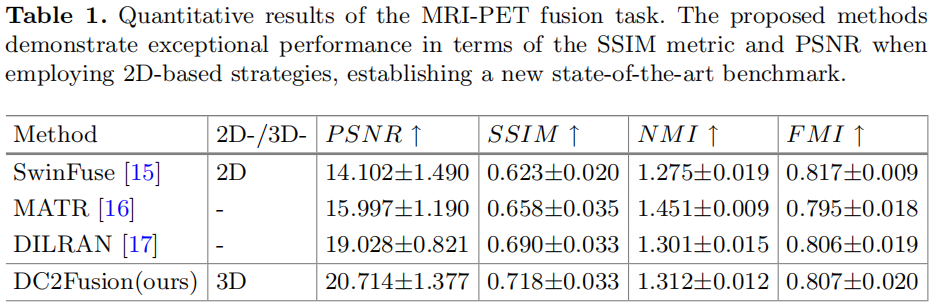 Table 1. Quantitative results of the MRI-PET fusion task. The proposed methods
demonstrate exceptional performance in terms of the SSIM metric and PSNR when
employing 2D-based strategies, establishing a new state-of-the-art benchmark.
Method 2D-/3D- PSNR ↑ SSIM ↑ NMI ↑ FMI ↑
SwinFuse [15] 2D 14.102±1.490 0.623±0.020 1.275±0.019 0.817±0.009
MATR [16] - 15.997±1.190 0.658±0.035 1.451±0.009 0.795±0.018
DILRAN [17] - 19.028±0.821 0.690±0.033 1.301±0.015 0.806±0.019
DC2Fusion(ours) 3D 20.714±1.377 0.718±0.033 1.312±0.012 0.807±0.020